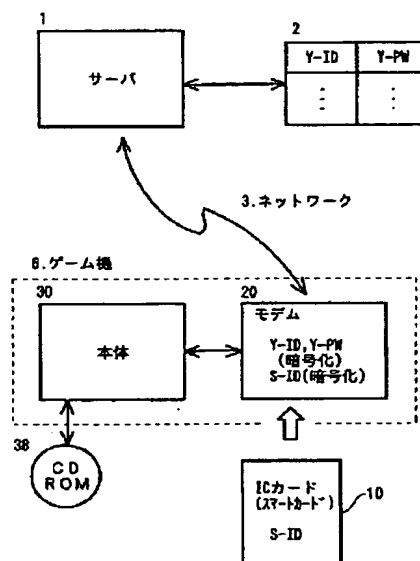 1
サーバ
2
Y-ID Y-PW
3.ネットワーク
6.ゲーム機
30
本体
20
モデム
Y-ID,Y-PW
(暗号化)
S-ID(暗号化)
38
CD
ROM
ICカード
(スマートカード)
S-ID
10